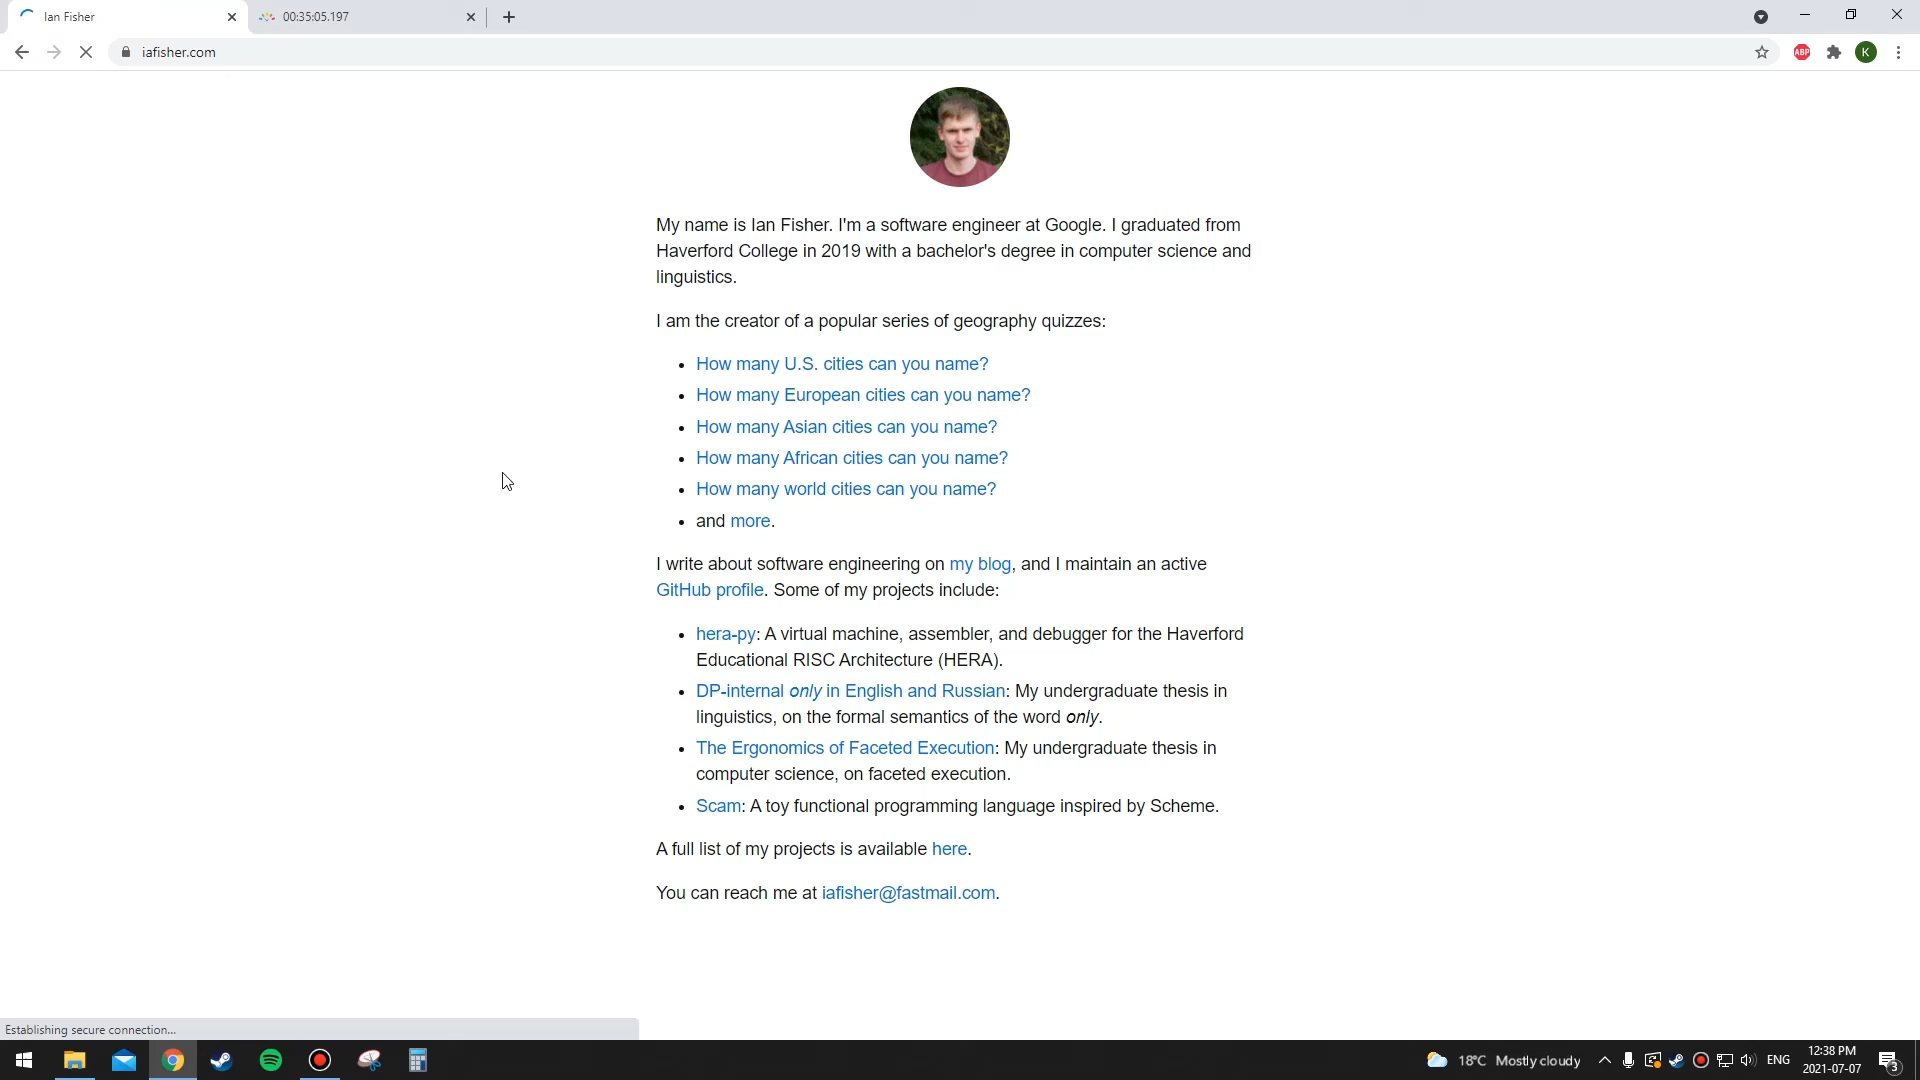 Ian Fisher
00:35:05.197
iafisher.com
ABP
K
My name is Ian Fisher. I'm a software engineer at Google. I graduated from
Haverford College in 2019 with a bachelor's degree in computer science and
linguistics.
I am the creator of a popular series of geography quizzes:
• How many U.S. cities can you name?
• How many European cities can you name?
• How many Asian cities can you name?
• How many African cities can you name?
• How many world cities can you name?
• and more.
I write about software engineering on my blog, and I maintain an active
GitHub profile. Some of my projects include:
• hera-py: A virtual machine, assembler, and debugger for the Haverford
Educational RISC Architecture (HERA).
• DP-internal only in English and Russian: My undergraduate thesis in
linguistics, on the formal semantics of the word only.
• The Ergonomics of Faceted Execution: My undergraduate thesis in
computer science, on faceted execution.
• Scam: A toy functional programming language inspired by Scheme.
A full list of my projects is available here.
You can reach me at iafisher@fastmail.com.
Establishing secure connection...
18°C Mostly cloudy
ENG
12:38 PM
2021-07-07
3